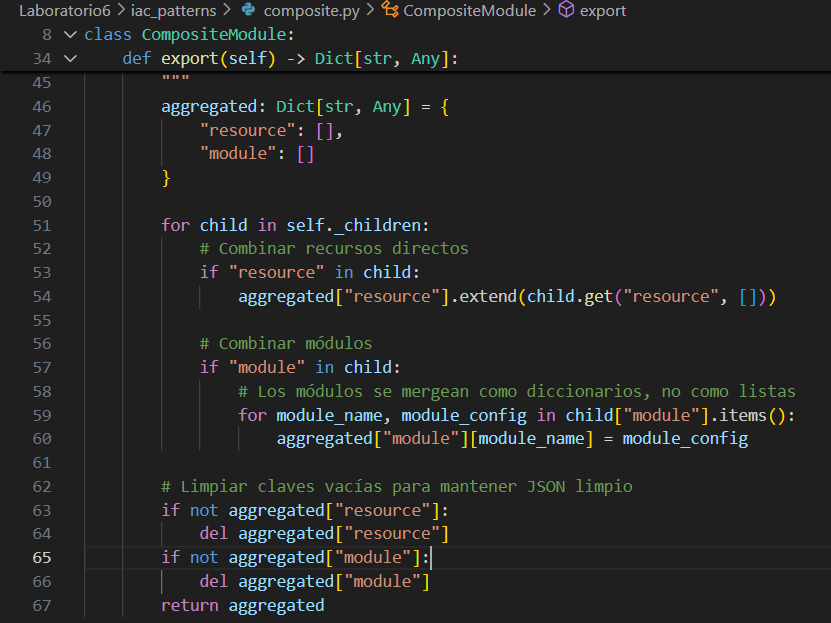 Laboratorio6 > iac_patterns > composite.py > CompositeModule > export
8 class CompositeModule:
34     def export(self) -> Dict[str, Any]:
45         """
46         aggregated: Dict[str, Any] = {
47             "resource": [],
48             "module": []
49         }
50
51         for child in self._children:
52             # Combinar recursos directos
53             if "resource" in child:
54                 aggregated["resource"].extend(child.get("resource", []))
55
56             # Combinar módulos
57             if "module" in child:
58                 # Los módulos se mergean como diccionarios, no como listas
59                 for module_name, module_config in child["module"].items():
60                     aggregated["module"][module_name] = module_config
61
62         # Limpiar claves vacías para mantener JSON limpio
63         if not aggregated["resource"]:
64             del aggregated["resource"]
65         if not aggregated["module"]:
66             del aggregated["module"]
67         return aggregated